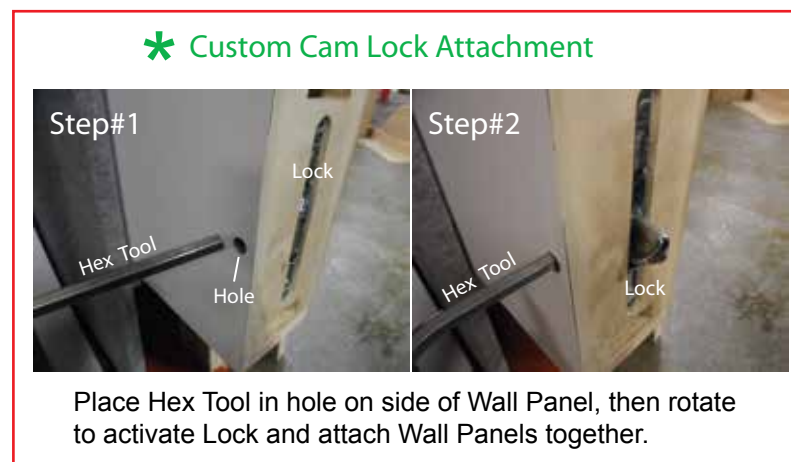 * Custom Cam Lock Attachment
Step#1
Lock
Hex Tool
Hole
Step#2
Hex Tool
Lock
Place Hex Tool in hole on side of Wall Panel, then rotate
to activate Lock and attach Wall Panels together.